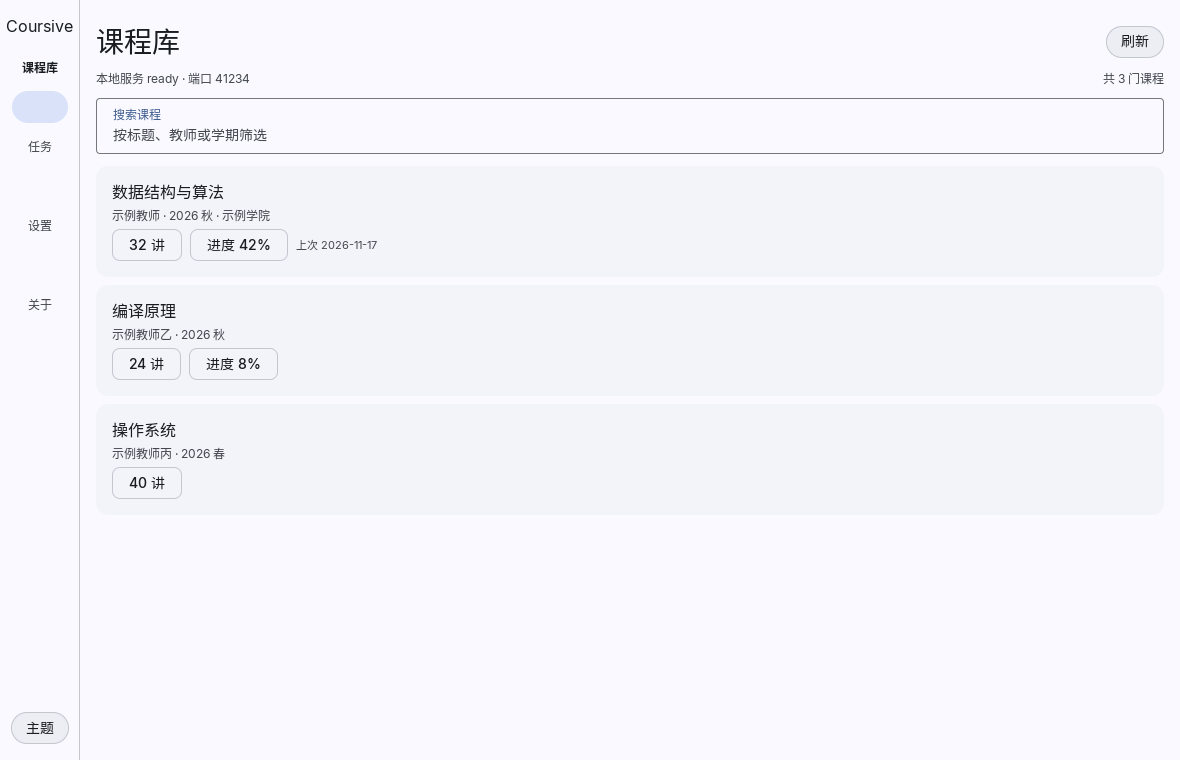 Coursive
课程库
任务
设置
关于
主题
课程库
刷新
本地服务 ready · 端口 41234
共 3 门课程
搜索课程
按标题、教师或学期筛选
数据结构与算法
示例教师 · 2026 秋 · 示例学院
32 讲
进度 42%
上次 2026-11-17
编译原理
示例教师乙 · 2026 秋
24 讲
进度 8%
操作系统
示例教师丙 · 2026 春
40 讲